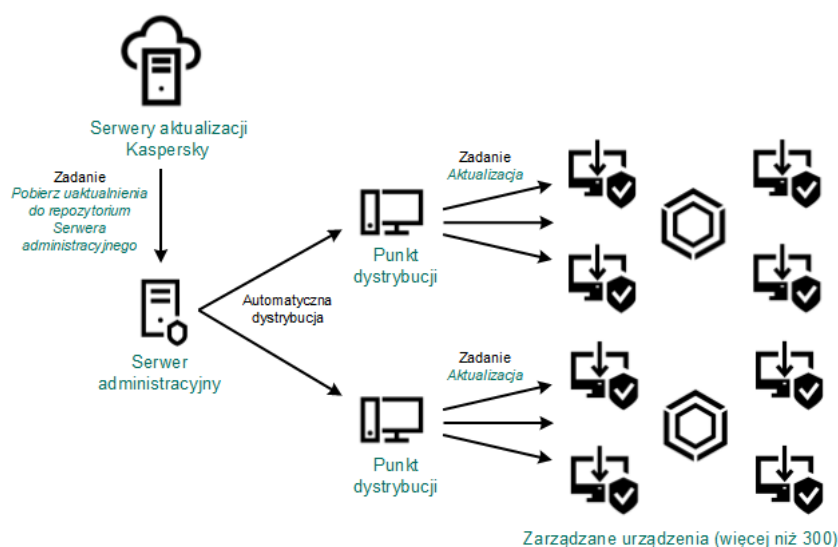 Serwery aktualizacji
Kaspersky
Zadanie
Pobierz uaktualnienia
do repozytorium
Serwera
administracyjnego
Serwer
administracyjny
Automatyczna
dystrybucja
Punkt
dystrybucji
Zadanie
Aktualizacja
Punkt
dystrybucji
Zadanie
Aktualizacja
Zarządzane urządzenia (więcej niż 300)